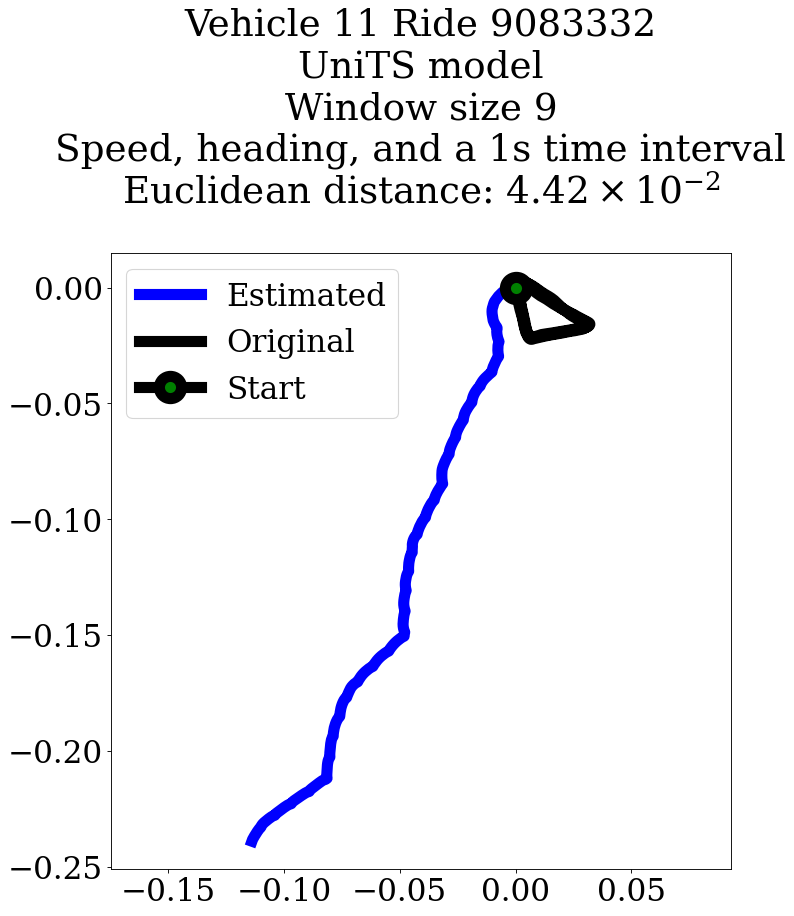 Vehicle 11 Ride 9083332
UniTS model
Window size 9
Speed, heading, and a 1s time interval
Euclidean distance: 4.42 × 10⁻²
Estimated
Original
Start
0.00
−0.05
−0.10
−0.15
−0.20
−0.25
−0.15 −0.10 −0.05 0.00 0.05